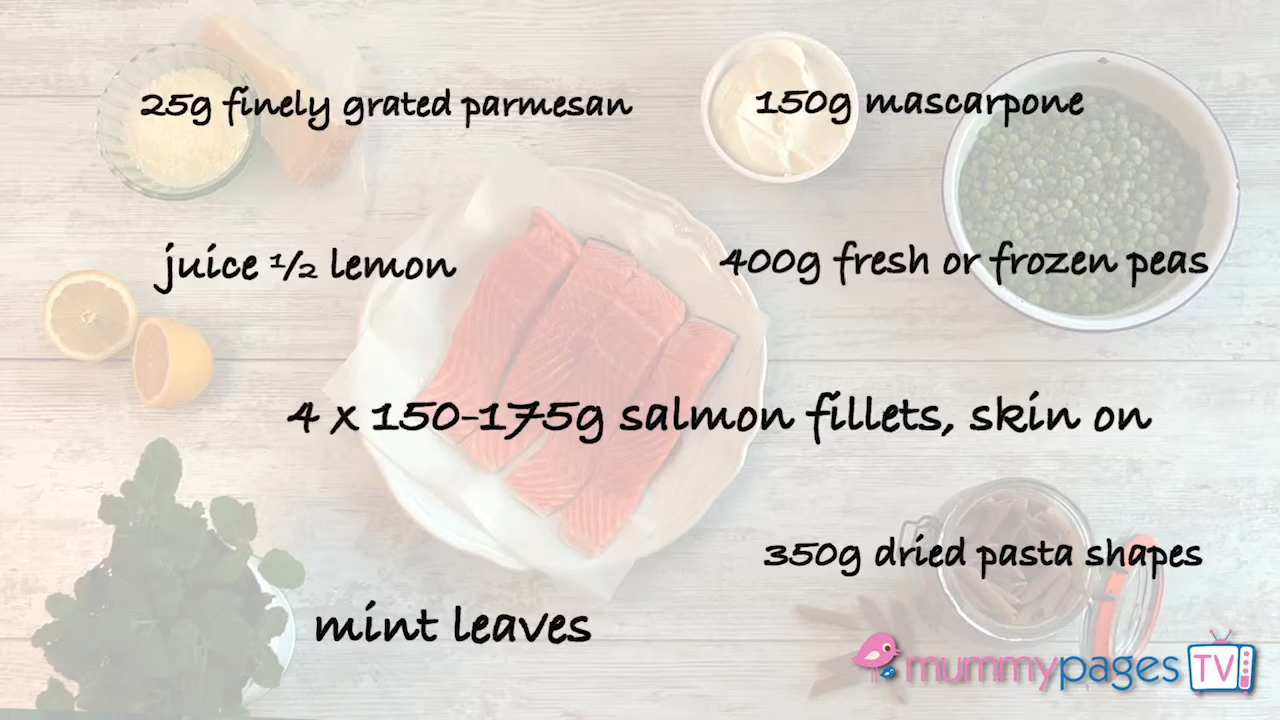 25g finely grated parmesan
150g mascarpone
juice ½ lemon
400g fresh or frozen peas
4 x 150-175g salmon fillets, skin on
350g dried pasta shapes
mint leaves
mummypages TV